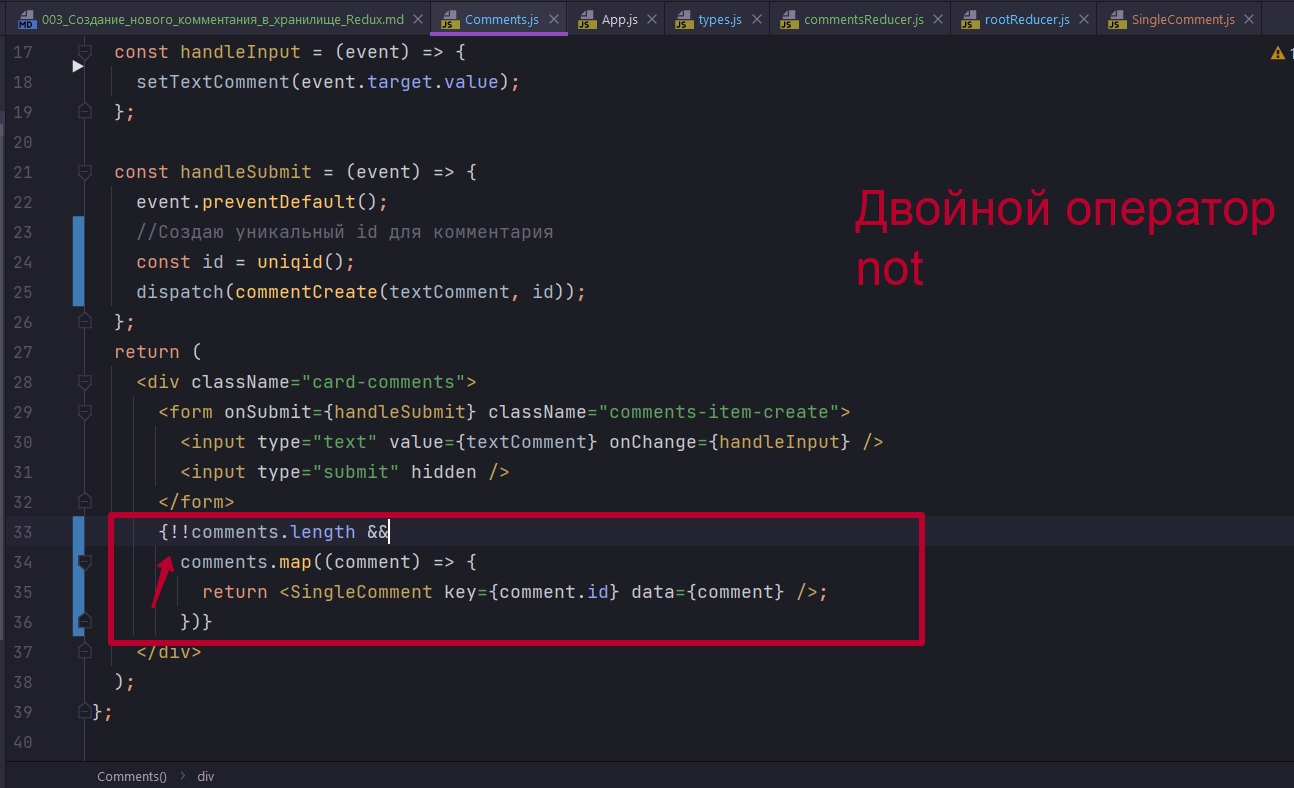 003_Создание_нового_комментания_в_хранилище_Redux.md Comments.js App.js types.js commentsReducer.js rootReducer.js SingleComment.js
17 const handleInput = (event) => {
18 setTextComment(event.target.value);
19 };
20
21 const handleSubmit = (event) => {
22 event.preventDefault();
23 //Создаю уникальный id для комментария
24 const id = uniqid();
25 dispatch(commentCreate(textComment, id));
26 };
27 return (
28 <div className="card-comments">
29 <form onSubmit={handleSubmit} className="comments-item-create">
30 <input type="text" value={textComment} onChange={handleInput} />
31 <input type="submit" hidden />
32 </form>
33 {!!comments.length &&
34 comments.map((comment) => {
35 return <SingleComment key={comment.id} data={comment} />;
36 })}
37 </div>
38 );
39 };
40
Двойной оператор
not
Comments() > div